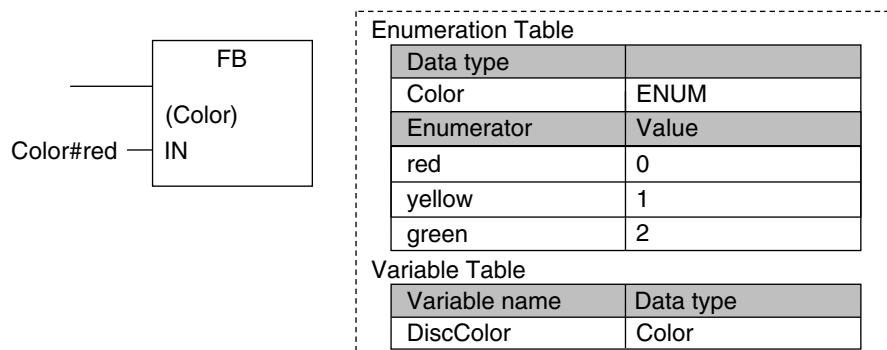 FB
(Color)
Color#red
IN
Enumeration Table
Data type
Color ENUM
Enumerator Value
red 0
yellow 1
green 2
Variable Table
Variable name Data type
DiscColor Color